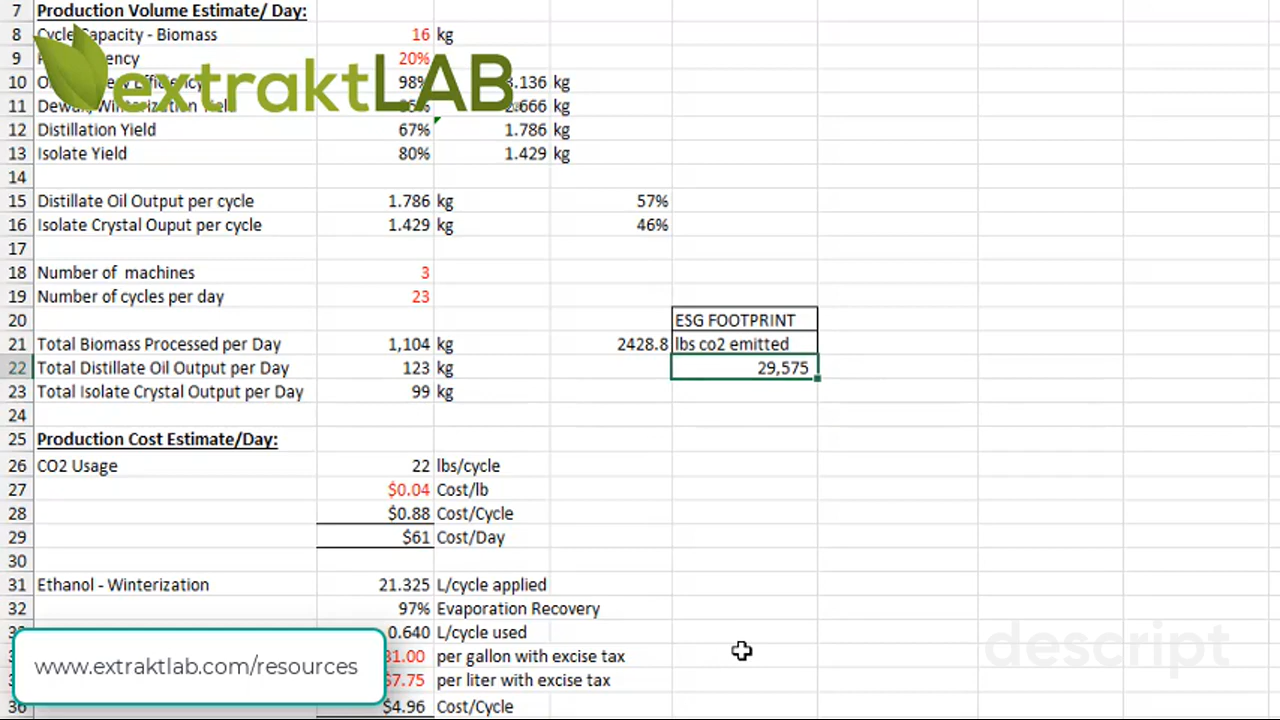 7 Production Volume Estimate/ Day:
8 Cycle Capacity - Biomass 16 kg
9 20%
extraktLAB
10 98% 3.136 kg
11 2.666 kg
12 Distillation Yield 67% 1.786 kg
13 Isolate Yield 80% 1.429 kg
14
15 Distillate Oil Output per cycle 1.786 kg 57%
16 Isolate Crystal Ouput per cycle 1.429 kg 46%
17
18 Number of machines 3
19 Number of cycles per day 23
20 ESG FOOTPRINT
21 Total Biomass Processed per Day 1,104 kg 2428.8 lbs co2 emitted
22 Total Distillate Oil Output per Day 123 kg 29,575
23 Total Isolate Crystal Output per Day 99 kg
24
25 Production Cost Estimate/Day:
26 CO2 Usage 22 lbs/cycle
27 $0.04 Cost/lb
28 $0.88 Cost/Cycle
29 $61 Cost/Day
30
31 Ethanol - Winterization 21.325 L/cycle applied
32 97% Evaporation Recovery
0.640 L/cycle used
per gallon with excise tax
per liter with excise tax
$4.96 Cost/Cycle
www.extraktlab.com/resources
descript